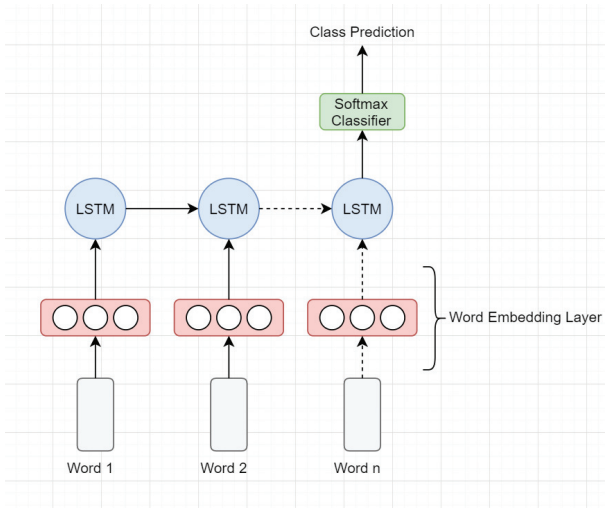 Class Prediction
Softmax
Classifier
LSTM LSTM LSTM
Word Embedding Layer
Word 1 Word 2 Word n